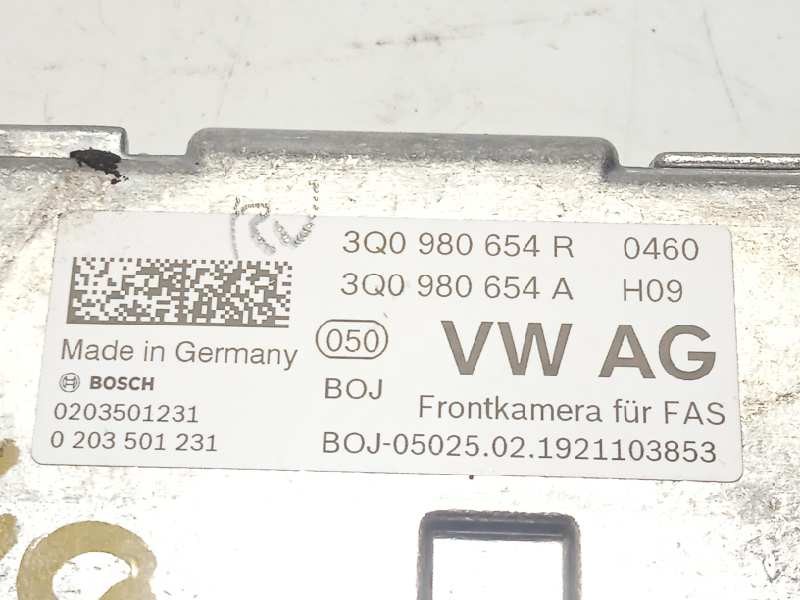 3Q0 980 654 R 0460
3Q0 980 654 A H09
050 VW AG
Made in Germany
BOSCH BOJ Frontkamera für FAS
0203501231
0 203 501 231 BOJ-05025.02.1921103853